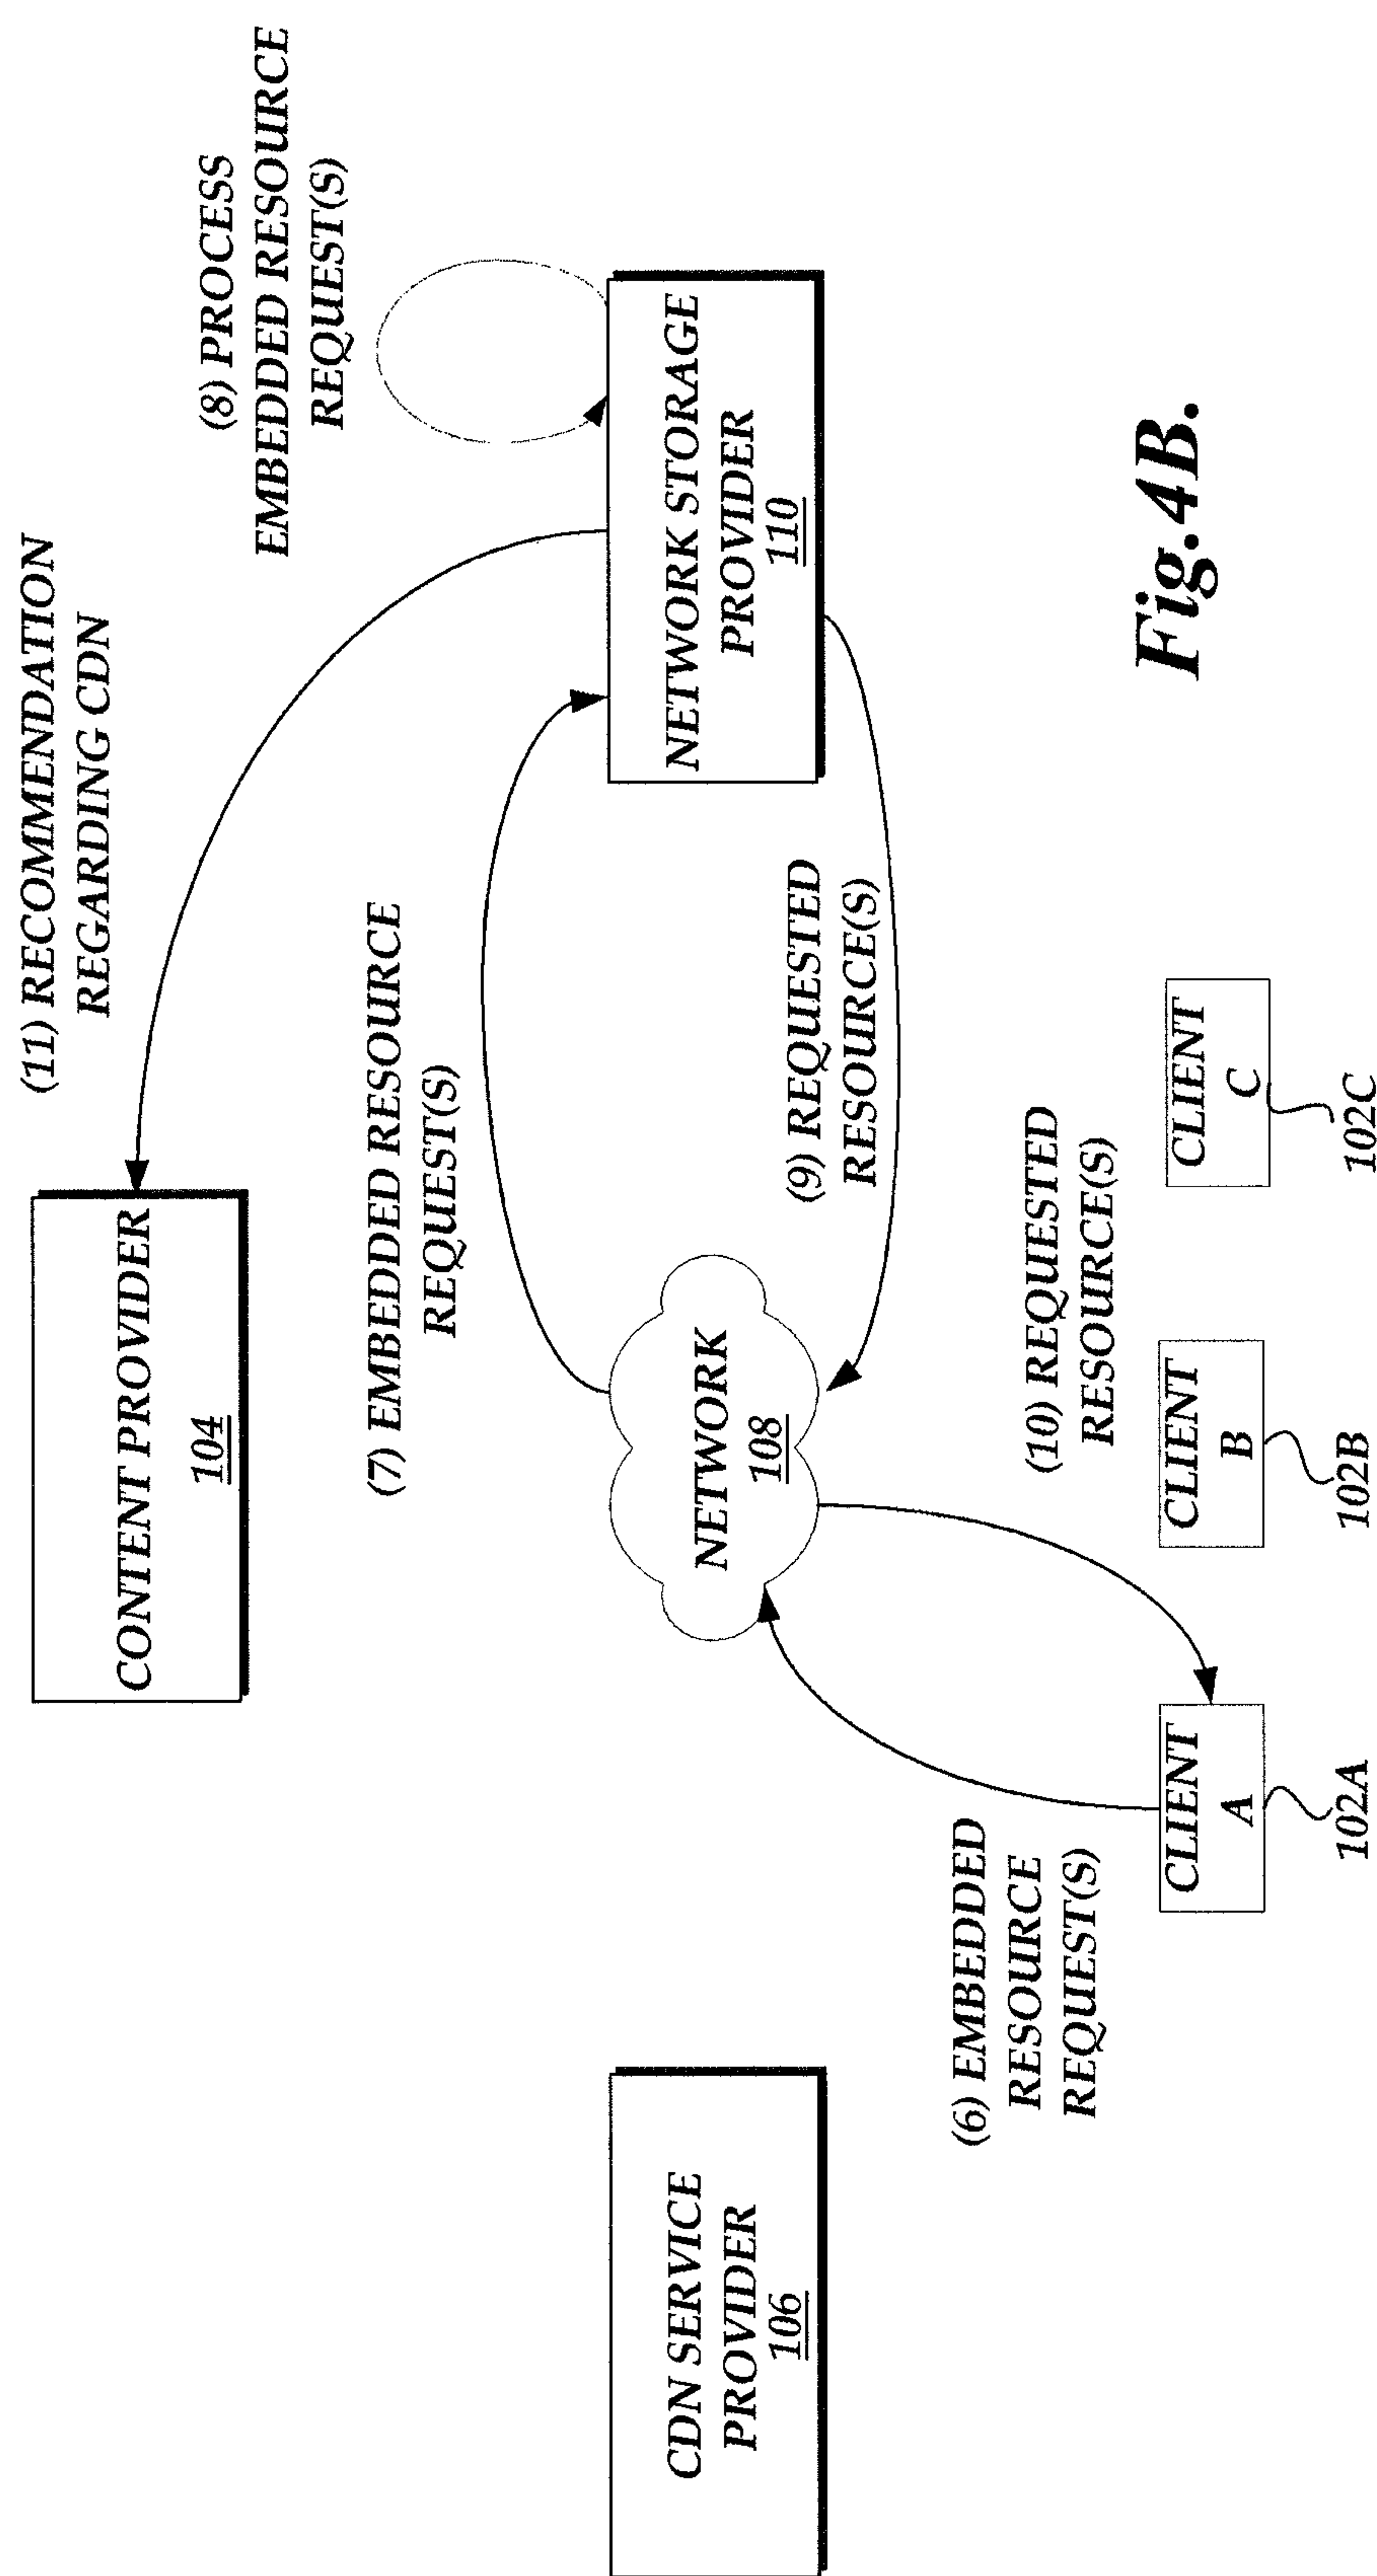 (11) RECOMMENDATION
REGARDING CDN
CONTENT PROVIDER
104
(8) PROCESS
EMBEDDED RESOURCE
REQUEST(S)
(7) EMBEDDED RESOURCE
REQUEST(S)
CDN SERVICE
PROVIDER
106
NETWORK
108
NETWORK STORAGE
PROVIDER
110
(9) REQUESTED
RESOURCE(S)
(6) EMBEDDED
RESOURCE
REQUEST(S)
(10) REQUESTED
RESOURCE(S)
CLIENT
A
102A
CLIENT
B
102B
CLIENT
C
102C
Fig.4B.